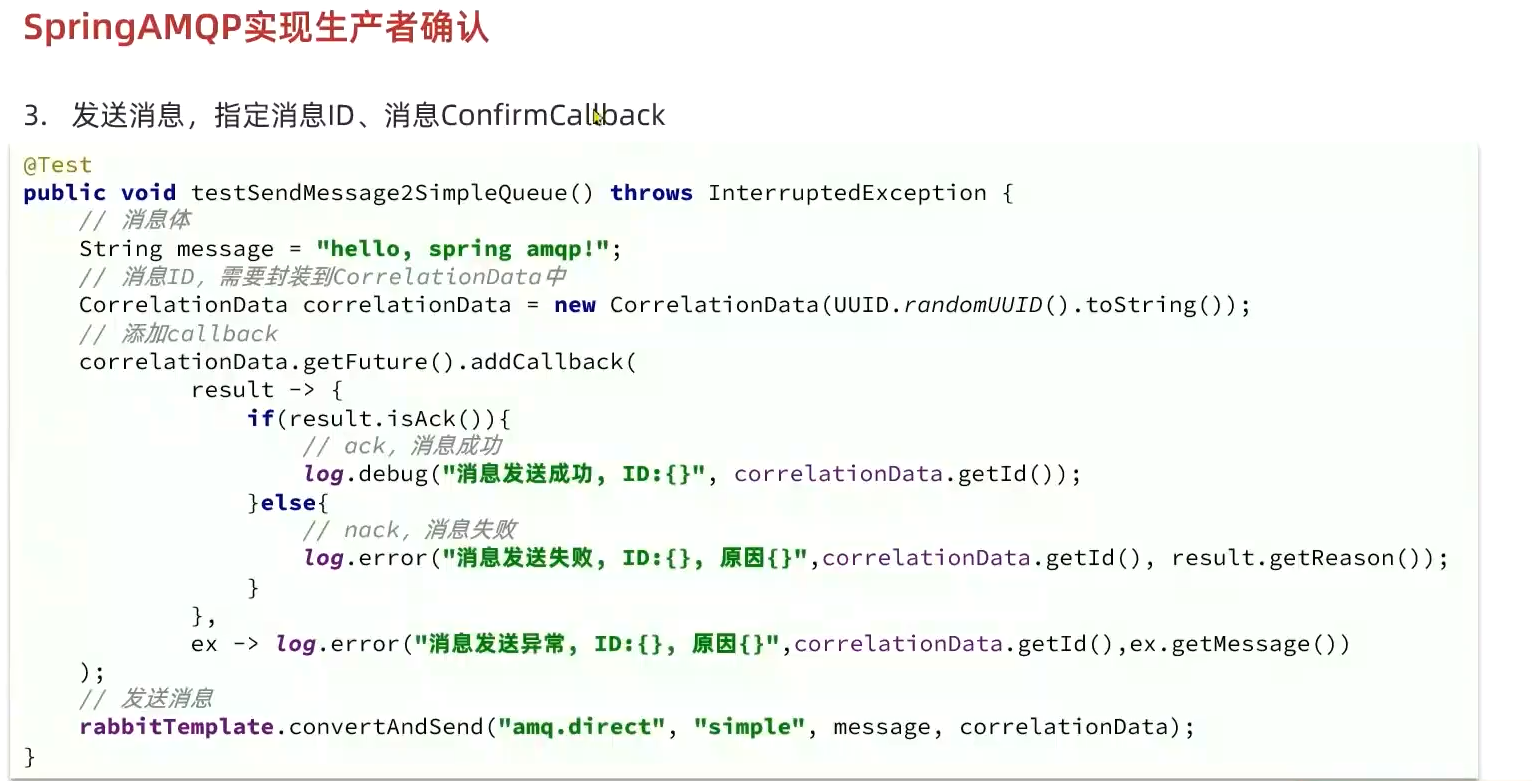 SpringAMQP实现生产者确认
3. 发送消息，指定消息ID、消息ConfirmCallback
@Test
public void testSendMessage2SimpleQueue() throws InterruptedException {
    // 消息体
    String message = "hello, spring amqp!";
    // 消息ID，需要封装到CorrelationData中
    CorrelationData correlationData = new CorrelationData(UUID.randomUUID().toString());
    // 添加callback
    correlationData.getFuture().addCallback(
            result -> {
                if(result.isAck()){
                    // ack，消息成功
                    log.debug("消息发送成功, ID:{}", correlationData.getId());
                }else{
                    // nack，消息失败
                    log.error("消息发送失败, ID:{}, 原因{}",correlationData.getId(), result.getReason());
                }
            },
            ex -> log.error("消息发送异常, ID:{}, 原因{}",correlationData.getId(),ex.getMessage())
    );
    // 发送消息
    rabbitTemplate.convertAndSend("amq.direct", "simple", message, correlationData);
}